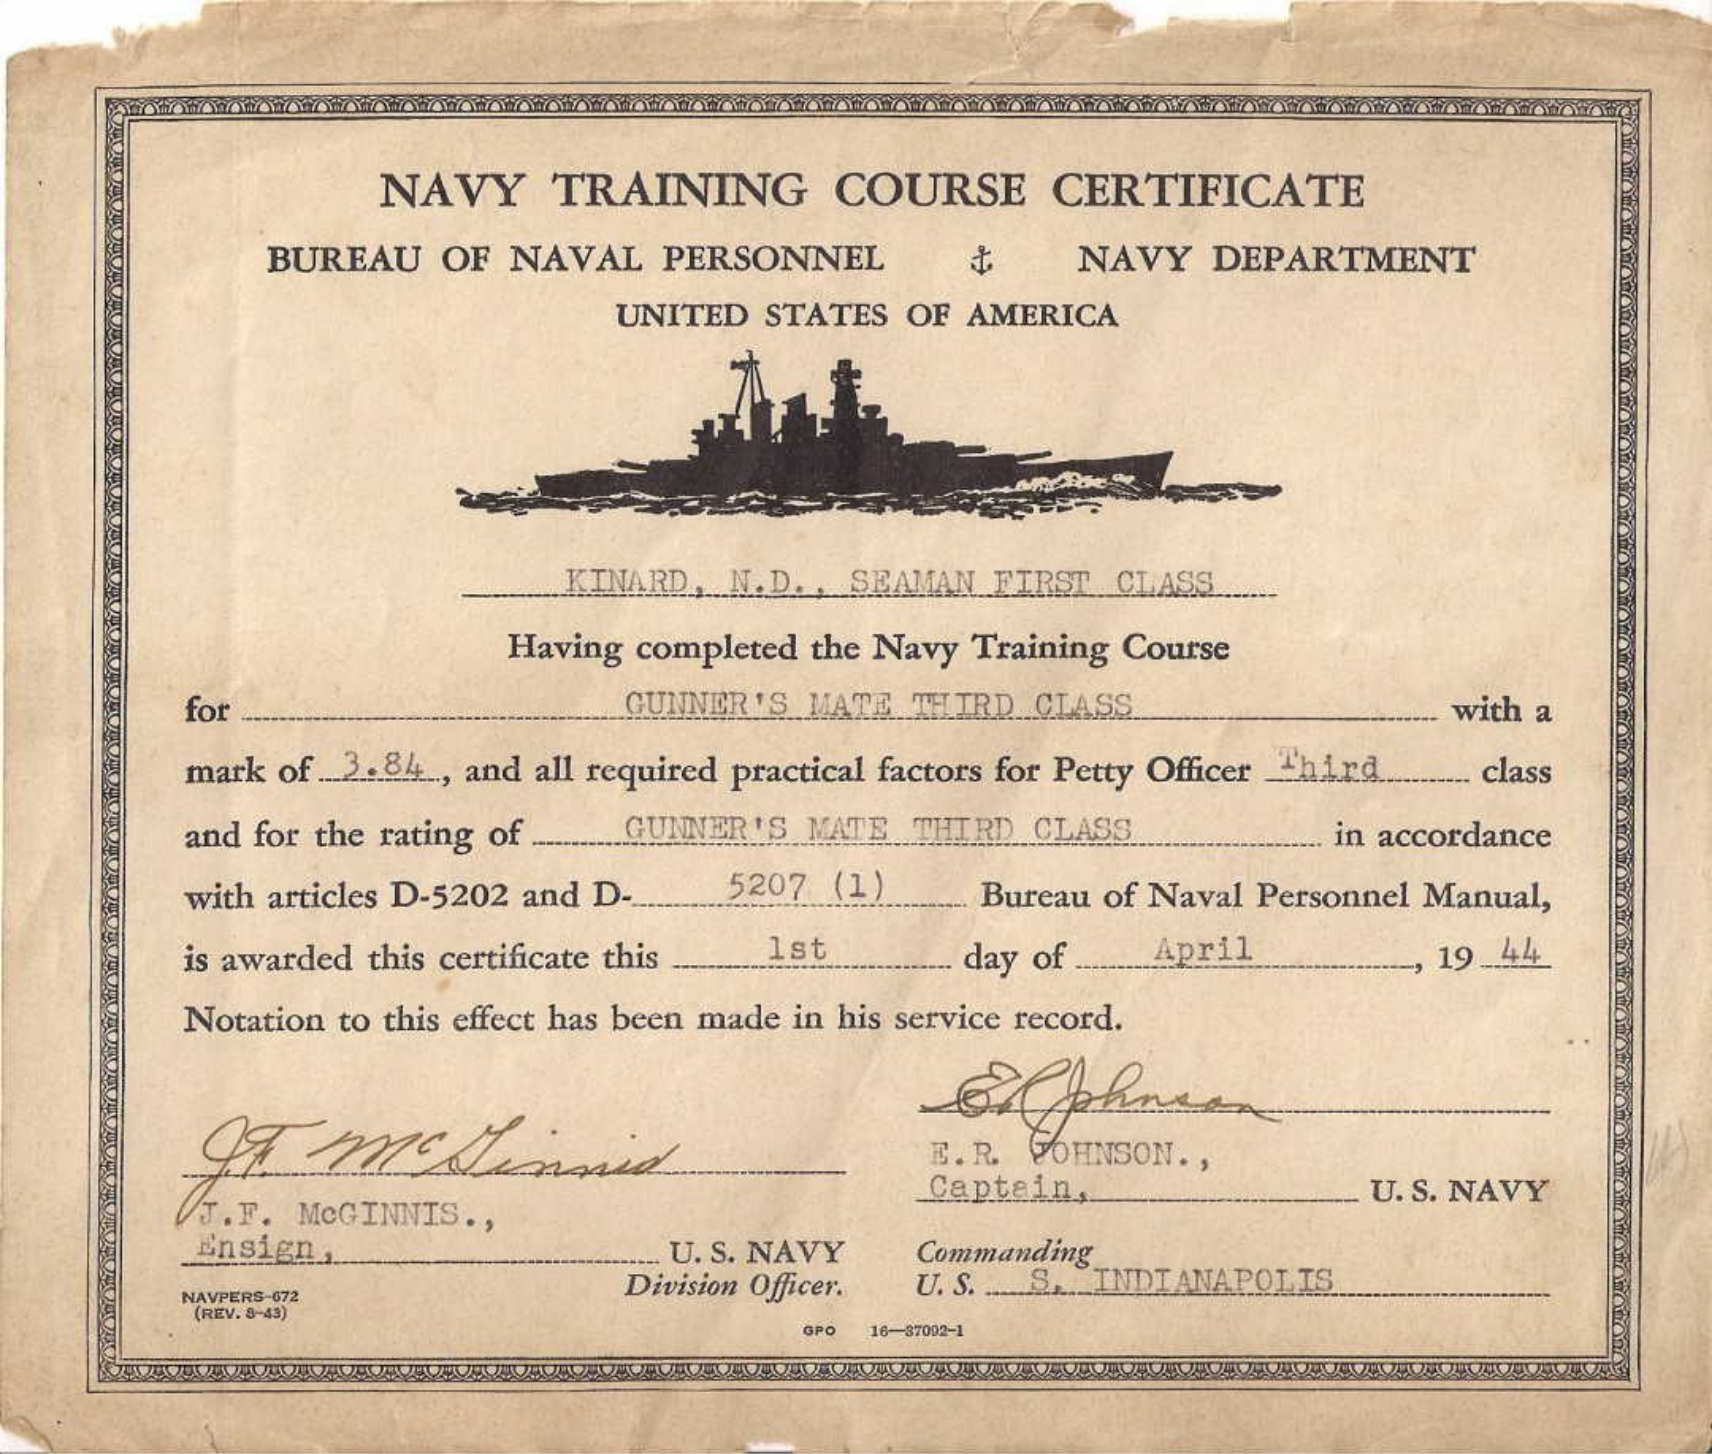 NAVY TRAINING COURSE CERTIFICATE
BUREAU OF NAVAL PERSONNEL NAVY DEPARTMENT
UNITED STATES OF AMERICA
KINARD, N.D., SEAMAN FIRST CLASS
Having completed the Navy Training Course
for GUNNER'S MATE THIRD CLASS with a
mark of 3.84, and all required practical factors for Petty Officer Third class
and for the rating of GUNNER'S MATE THIRD CLASS in accordance
with articles D-5202 and D- 5207 (1) Bureau of Naval Personnel Manual,
is awarded this certificate this 1st day of April, 19 44
Notation to this effect has been made in his service record.
J.F. McGinnis
J.F. McGINNIS.,
Ensign, U. S. NAVY
Division Officer.
ER Johnson
E.R. JOHNSON.,
Captain, U. S. NAVY
Commanding
U. S. S. INDIANAPOLIS
NAVPERS-672
(REV. 8-43)
GPO 16—37092-1